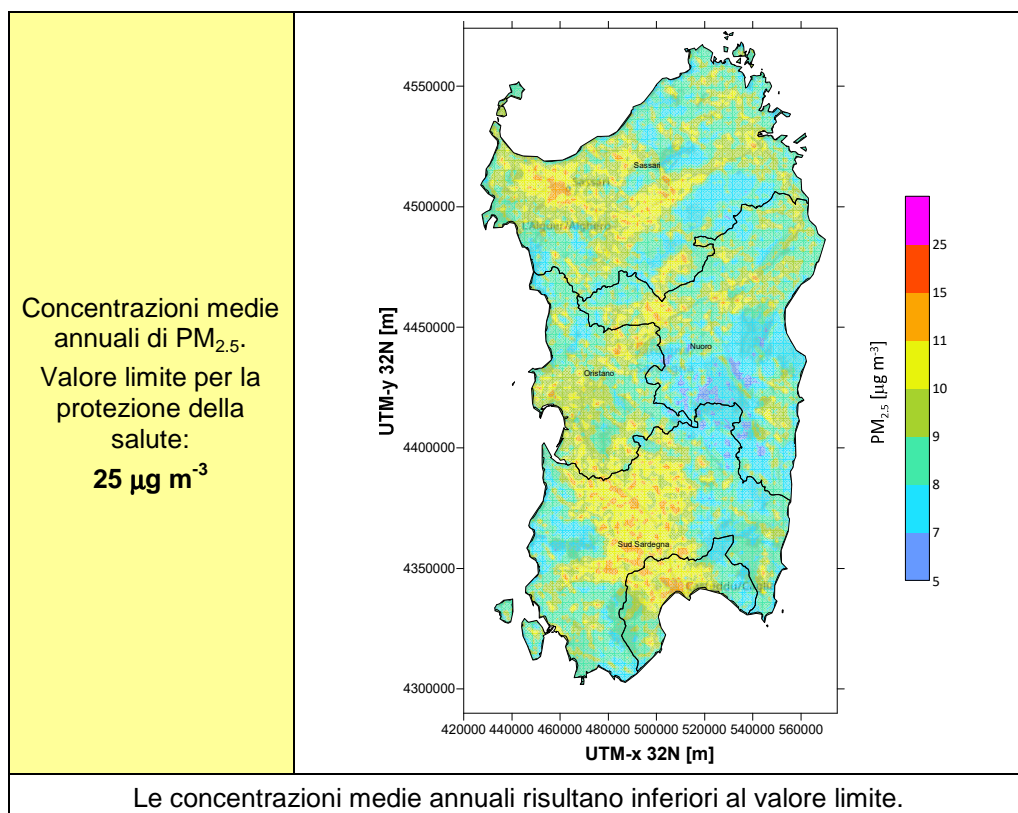 Concentrazioni medie
annuali di PM2.5.
Valore limite per la
protezione della
salute:
25 µg m-3
4550000
4500000
4450000
4400000
4350000
4300000
UTM-y 32N [m]
Sassari
Sassari
L'Alguer/Alghero
Nuoro
Oristano
Sud Sardegna
420000 440000 460000 480000 500000 520000 540000 560000
UTM-x 32N [m]
PM2.5 [µg m-3]
25
15
11
10
9
8
7
5
Le concentrazioni medie annuali risultano inferiori al valore limite.